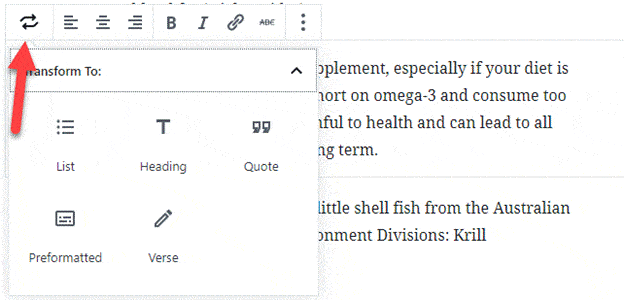 B I ABC
Transform To:
pplement, especially if your diet is
hort on omega-3 and consume too
nful to health and can lead to all
ng term.
List Heading Quote
Preformatted Verse
little shell fish from the Australian
onment Divisions: Krill